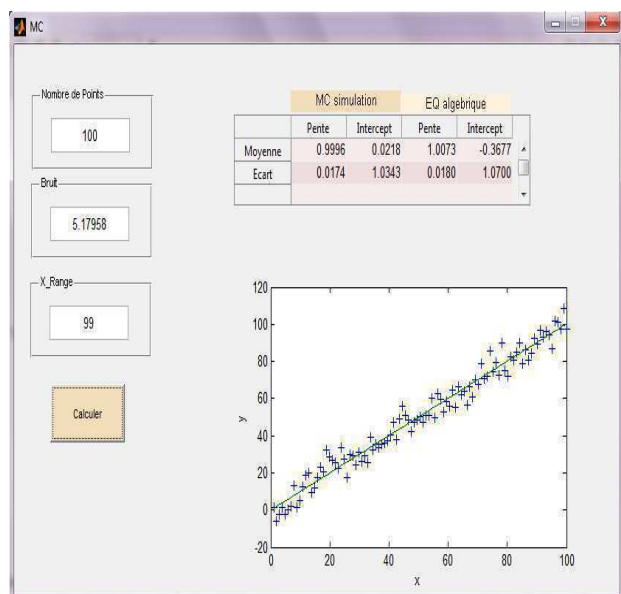 MC
Nombre de Points
100
Bruit
5.17958
X_Range
99
Calculer
MC simulation EQ algebrique
Pente Intercept Pente Intercept
Moyenne 0.9996 0.0218 1.0073 -0.3677
Ecart 0.0174 1.0343 0.0180 1.0700
120
100
80
60
40
20
0
-20
y
0 20 40 60 80 100
x